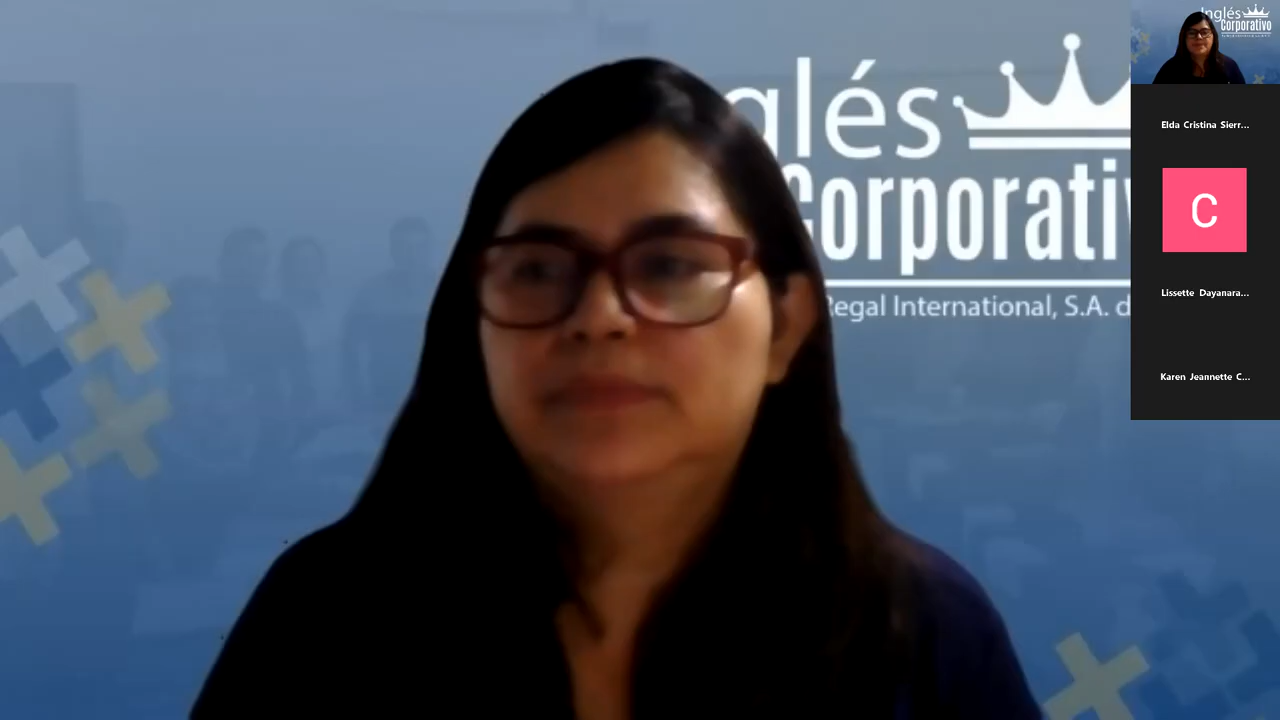 glés
Corporativ
Regal International, S.A. d
Inglés
Corporativo
Elda Cristina Sierr...
C
Lissette Dayanara...
Karen Jeannette C...